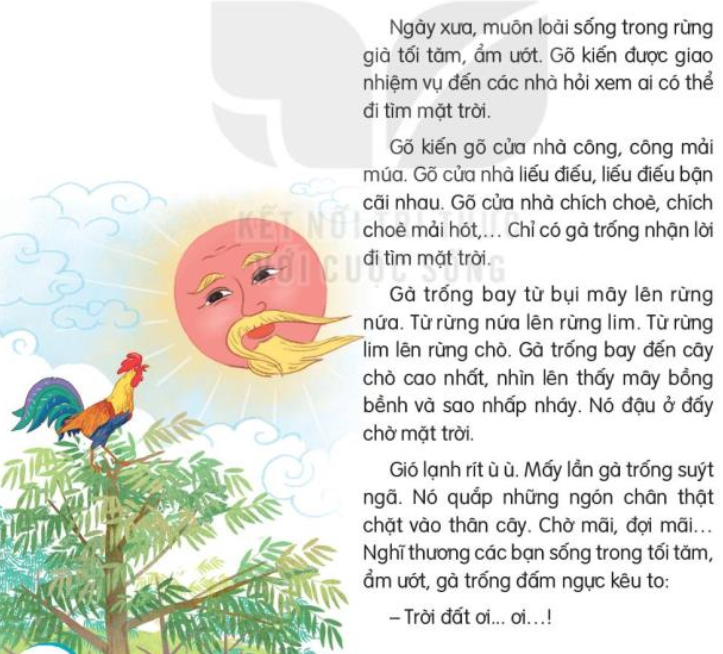 Ngày xưa, muôn loài sống trong rừng
già tối tăm, ẩm ướt. Gõ kiến được giao
nhiệm vụ đến các nhà hỏi xem ai có thể
đi tìm mặt trời.
Gõ kiến gõ cửa nhà công, công mải
múa. Gõ cửa nhà liếu điếu, liếu điếu bận
cãi nhau. Gõ cửa nhà chích choè, chích
choè mải hót,... Chỉ có gà trống nhận lời
đi tìm mặt trời.
KẾT NỐI TRI THỨC
VỚI CUỘC SỐNG
Gà trống bay từ bụi mây lên rừng
nứa. Từ rừng nứa lên rừng lim. Từ rừng
lim lên rừng chò. Gà trống bay đến cây
chò cao nhất, nhìn lên thấy mây bồng
bềnh và sao nhấp nháy. Nó đậu ở đấy
chờ mặt trời.
Gió lạnh rít ù ù. Mấy lần gà trống suýt
ngã. Nó quắp những ngón chân thật
chặt vào thân cây. Chờ mãi, đợi mãi...
Nghĩ thương các bạn sống trong tối tăm,
ẩm ướt, gà trống đấm ngực kêu to:
– Trời đất ơi... ơi...!